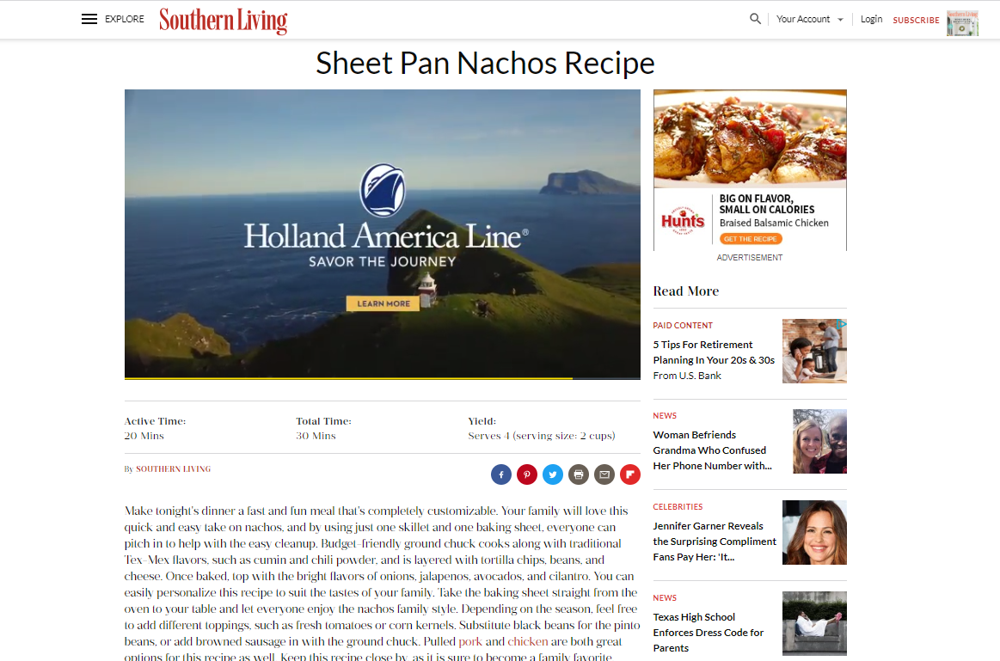 EXPLORE
Southern Living
Your Account
Login
SUBSCRIBE
Sheet Pan Nachos Recipe
Holland America Line®
SAVOR THE JOURNEY
LEARN MORE
Active Time:
20 Mins
Total Time:
30 Mins
Yield:
Serves 4 (serving size: 2 cups)
By SOUTHERN LIVING
Make tonight's dinner a fast and fun meal that's completely customizable. Your family will love this
quick and easy take on nachos, and by using just one skillet and one baking sheet, everyone can
pitch in to help with the easy cleanup. Budget-friendly ground chuck cooks along with traditional
Tex-Mex flavors, such as cumin and chili powder, and is layered with tortilla chips, beans, and
cheese. Once baked, top with the bright flavors of onions, jalapenos, avocados, and cilantro. You can
easily personalize this recipe to suit the tastes of your family. Take the baking sheet straight from the
oven to your table and let everyone enjoy the nachos family style. Depending on the season, feel free
to add different toppings, such as fresh tomatoes or corn kernels. Substitute black beans for the pinto
beans, or add browned sausage in with the ground chuck. Pulled pork and chicken are both great
options for this recipe as well. Keep this recipe close by, as it is sure to become a family favorite
Hunts
BIG ON FLAVOR,
SMALL ON CALORIES
Braised Balsamic Chicken
GET THE RECIPE
ADVERTISEMENT
Read More
PAID CONTENT
5 Tips For Retirement
Planning In Your 20s & 30s
From U.S. Bank
NEWS
Woman Befriends
Grandma Who Confused
Her Phone Number with...
CELEBRITIES
Jennifer Garner Reveals
the Surprising Compliment
Fans Pay Her: 'It...
NEWS
Texas High School
Enforces Dress Code for
Parents